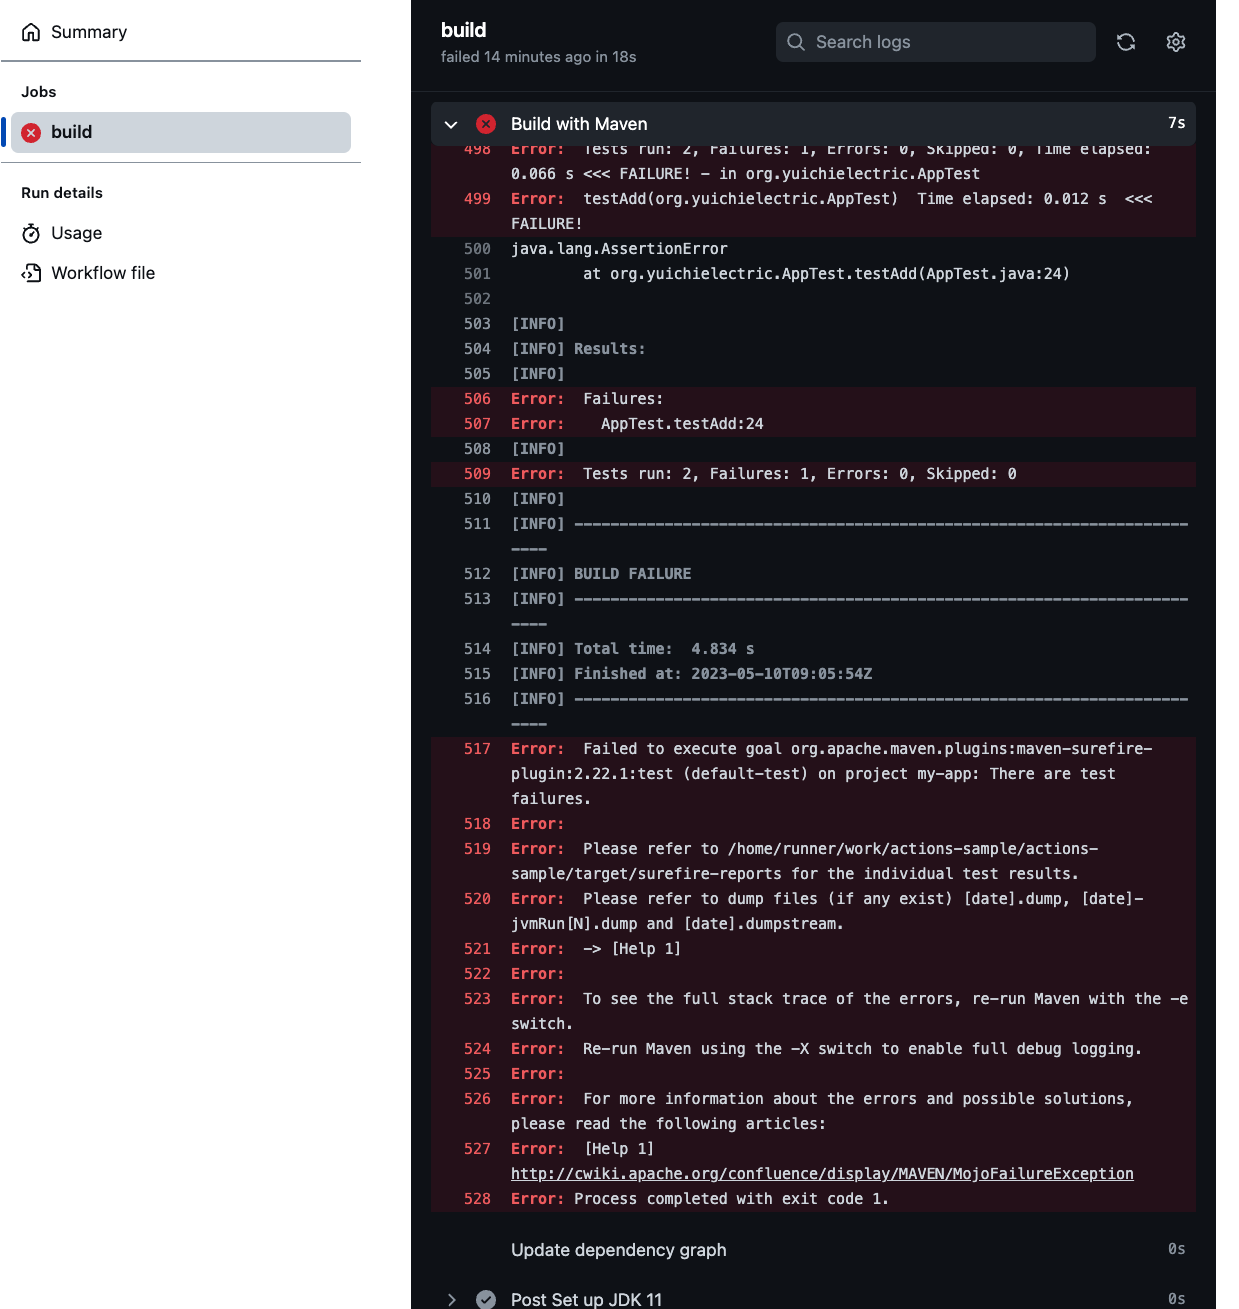 Summary
Jobs
build
Run details
Usage
Workflow file
build
failed 14 minutes ago in 18s
Search logs
Build with Maven 7s
498 Error: Tests run: 2, Failures: 1, Errors: 0, Skipped: 0, Time elapsed:
0.066 s <<< FAILURE! - in org.yuichielectric.AppTest
499 Error: testAdd(org.yuichielectric.AppTest)  Time elapsed: 0.012 s  <<<
FAILURE!
500 java.lang.AssertionError
501 at org.yuichielectric.AppTest.testAdd(AppTest.java:24)
502
503 [INFO]
504 [INFO] Results:
505 [INFO]
506 Error:  Failures:
507 Error:    AppTest.testAdd:24
508 [INFO]
509 Error:  Tests run: 2, Failures: 1, Errors: 0, Skipped: 0
510 [INFO]
511 [INFO] --------------------------------------------------------------------
----
512 [INFO] BUILD FAILURE
513 [INFO] --------------------------------------------------------------------
----
514 [INFO] Total time:  4.834 s
515 [INFO] Finished at: 2023-05-10T09:05:54Z
516 [INFO] --------------------------------------------------------------------
----
517 Error:  Failed to execute goal org.apache.maven.plugins:maven-surefire-
plugin:2.22.1:test (default-test) on project my-app: There are test
failures.
518 Error:
519 Error:  Please refer to /home/runner/work/actions-sample/actions-
sample/target/surefire-reports for the individual test results.
520 Error:  Please refer to dump files (if any exist) [date].dump, [date]-
jvmRun[N].dump and [date].dumpstream.
521 Error:  -> [Help 1]
522 Error:
523 Error:  To see the full stack trace of the errors, re-run Maven with the -e
switch.
524 Error:  Re-run Maven using the -X switch to enable full debug logging.
525 Error:
526 Error:  For more information about the errors and possible solutions,
please read the following articles:
527 Error:  [Help 1]
http://cwiki.apache.org/confluence/display/MAVEN/MojoFailureException
528 Error: Process completed with exit code 1.
Update dependency graph 0s
Post Set up JDK 11 0s